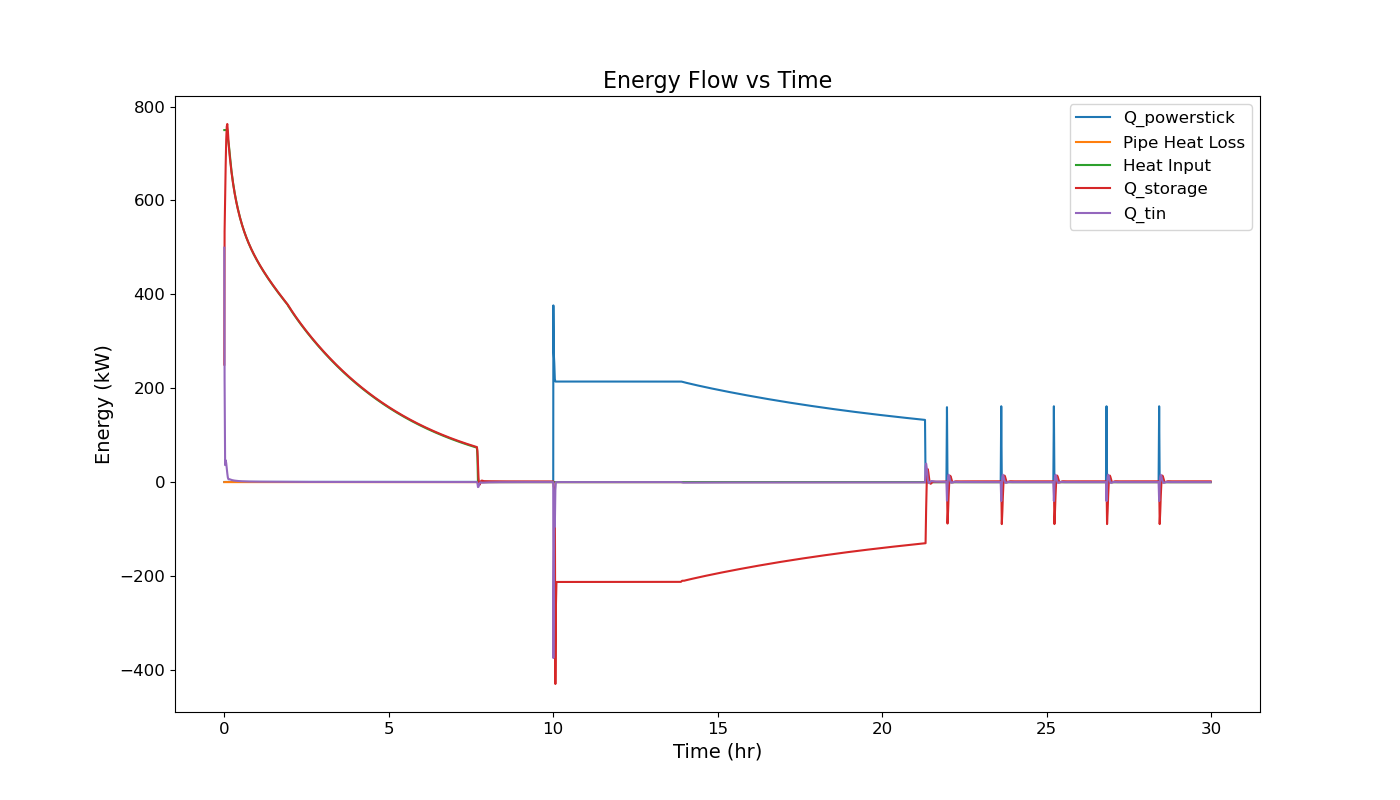 Energy Flow vs Time
Energy (kW)
800
600
400
200
0
−200
−400
Q_powerstick
Pipe Heat Loss
Heat Input
Q_storage
Q_tin
0 5 10 15 20 25 30
Time (hr)